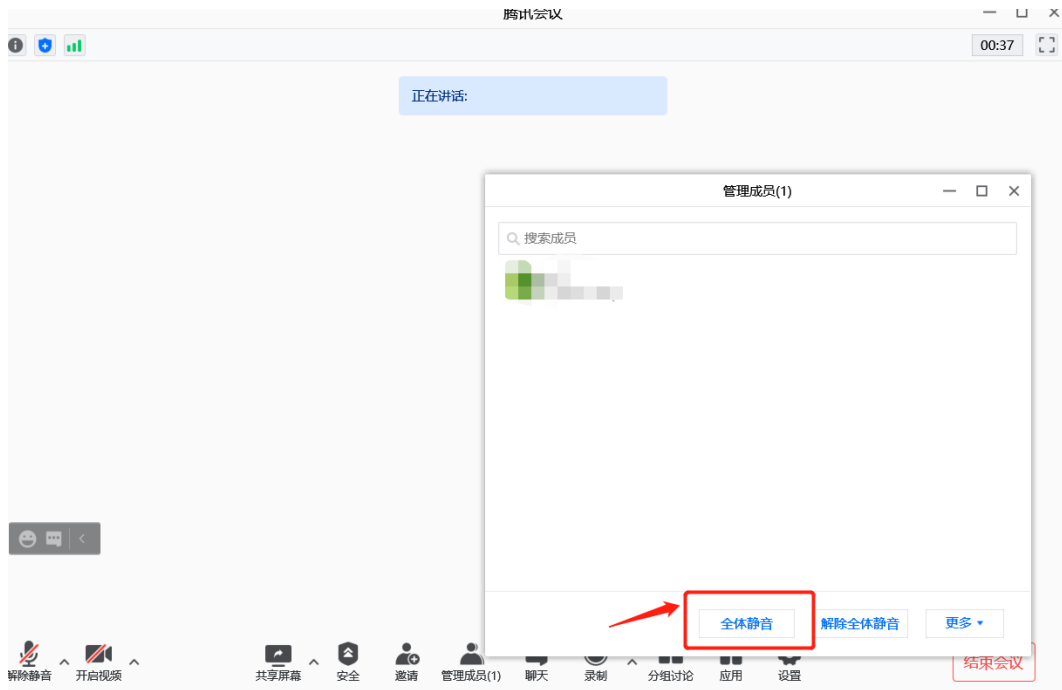 腾讯会议
00:37
正在讲话:
管理成员(1)
搜索成员
全体静音
解除全体静音
更多
解除静音
开启视频
共享屏幕
安全
邀请
管理成员(1)
聊天
录制
分组讨论
应用
设置
结束会议